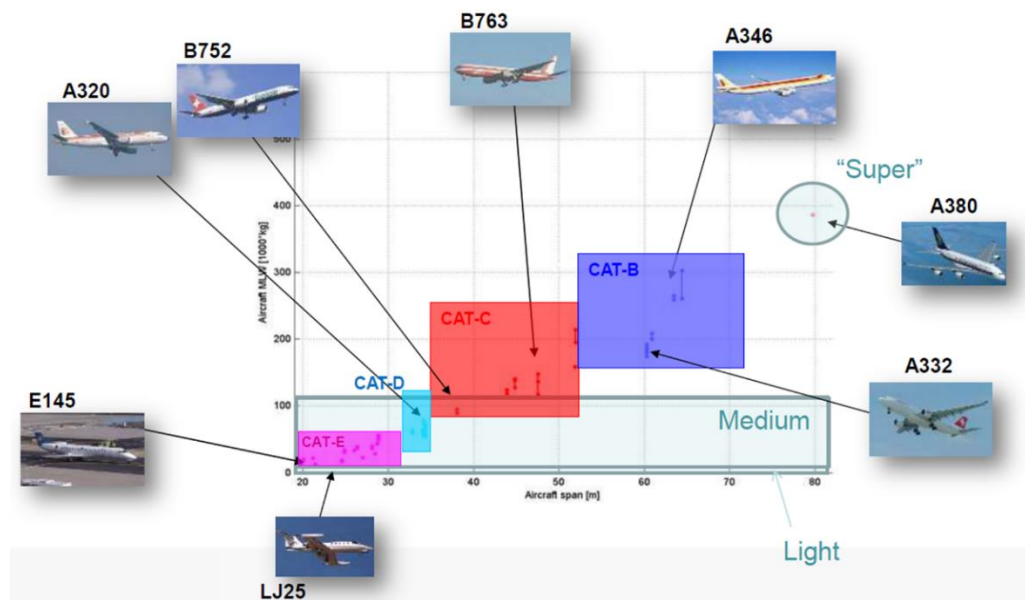 B763
A346
B752
A320
"Super"
A380
500
400
300
200
100
0
Aircraft MLW [1000*kg]
CAT-B
CAT-C
CAT-D
CAT-E
E145
A332
Medium
20
30
40
50
60
70
80
Aircraft span [m]
Light
LJ25